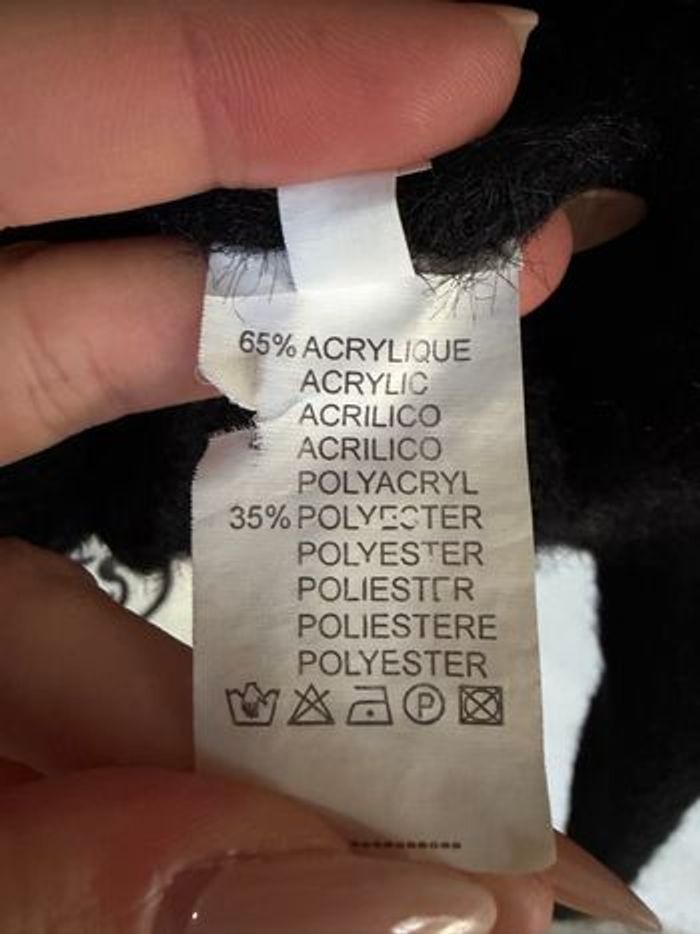 65% ACRYLIQUE
ACRYLIC
ACRILICO
ACRILICO
POLYACRYL
35% POLYESTER
POLYESTER
POLIESTER
POLIESTERE
POLYESTER
P